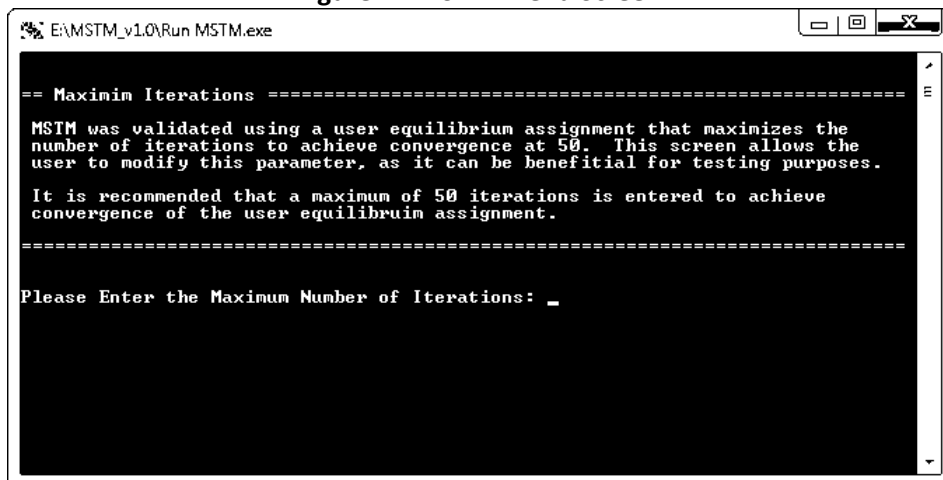 E:\MSTM_v1.0\Run MSTM.exe
== Maximim Iterations =========================================================
MSTM was validated using a user equilibrium assignment that maximizes the
number of iterations to achieve convergence at 50. This screen allows the
user to modify this parameter, as it can be benefitial for testing purposes.
It is recommended that a maximum of 50 iterations is entered to achieve
convergence of the user equilibruim assignment.
===============================================================================
Please Enter the Maximum Number of Iterations: _